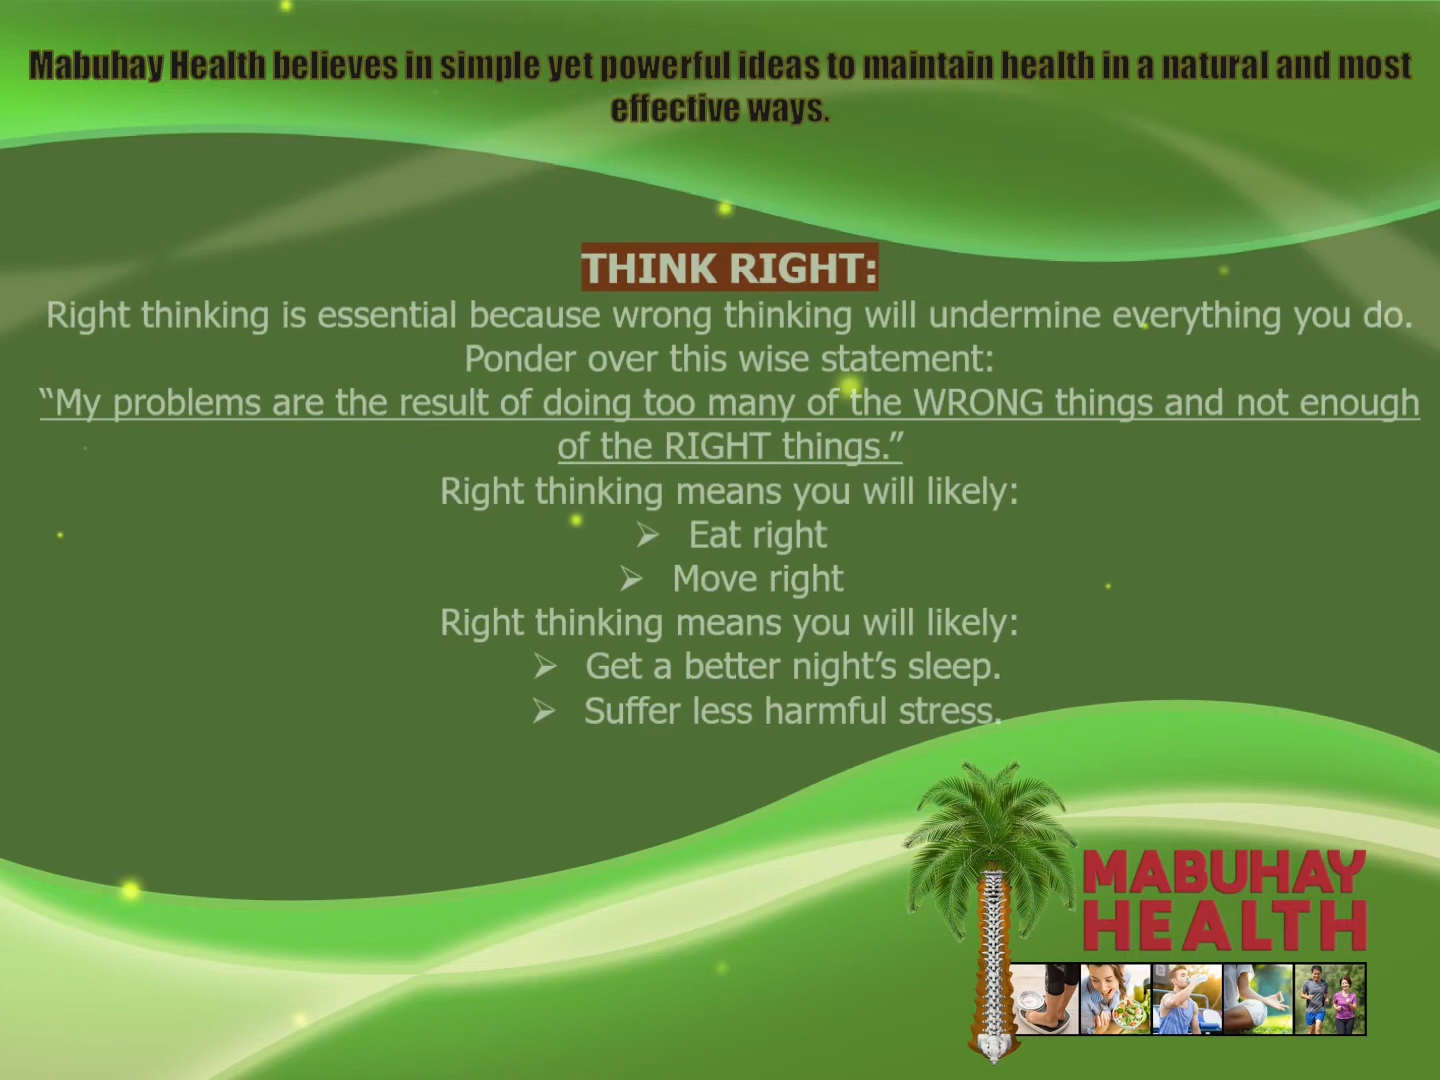 Mabuhay Health believes in simple yet powerful ideas to maintain health in a natural and most
effective ways.
THINK RIGHT:
Right thinking is essential because wrong thinking will undermine everything you do.
Ponder over this wise statement:
“My problems are the result of doing too many of the WRONG things and not enough
of the RIGHT things.”
Right thinking means you will likely:
⮚ Eat right
⮚ Move right
Right thinking means you will likely:
⮚ Get a better night’s sleep.
⮚ Suffer less harmful stress.
MABUHAY
HEALTH